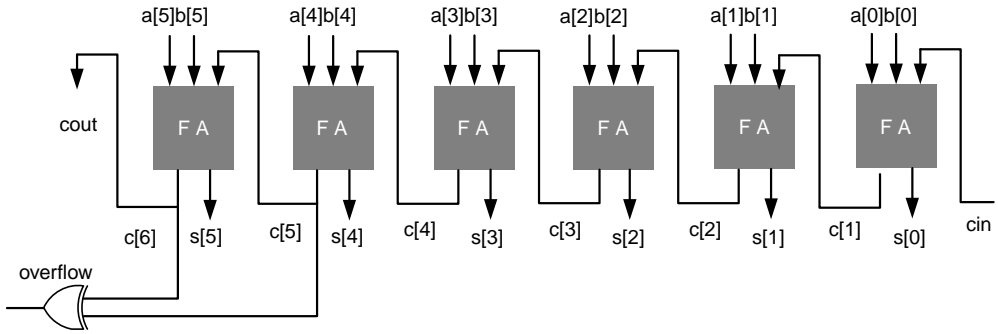 a[5]b[5] a[4]b[4] a[3]b[3] a[2]b[2] a[1]b[1] a[0]b[0]
cout F A F A F A F A F A F A
c[6] s[5] c[5] s[4] c[4] s[3] c[3] s[2] c[2] s[1] c[1] s[0] cin
overflow